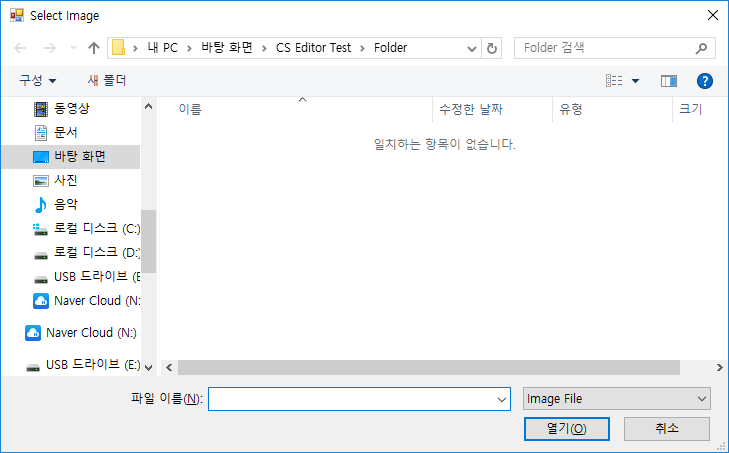 Select Image
내 PC > 바탕 화면 > CS Editor Test > Folder
Folder 검색
구성
새 폴더
이름
수정한 날짜
유형
크기
일치하는 항목이 없습니다.
동영상
문서
바탕 화면
사진
음악
로컬 디스크 (C:)
로컬 디스크 (D:)
USB 드라이브 (E
Naver Cloud (N:
Naver Cloud (N:)
USB 드라이브 (E:)
파일 이름(N):
Image File
열기(O)
취소